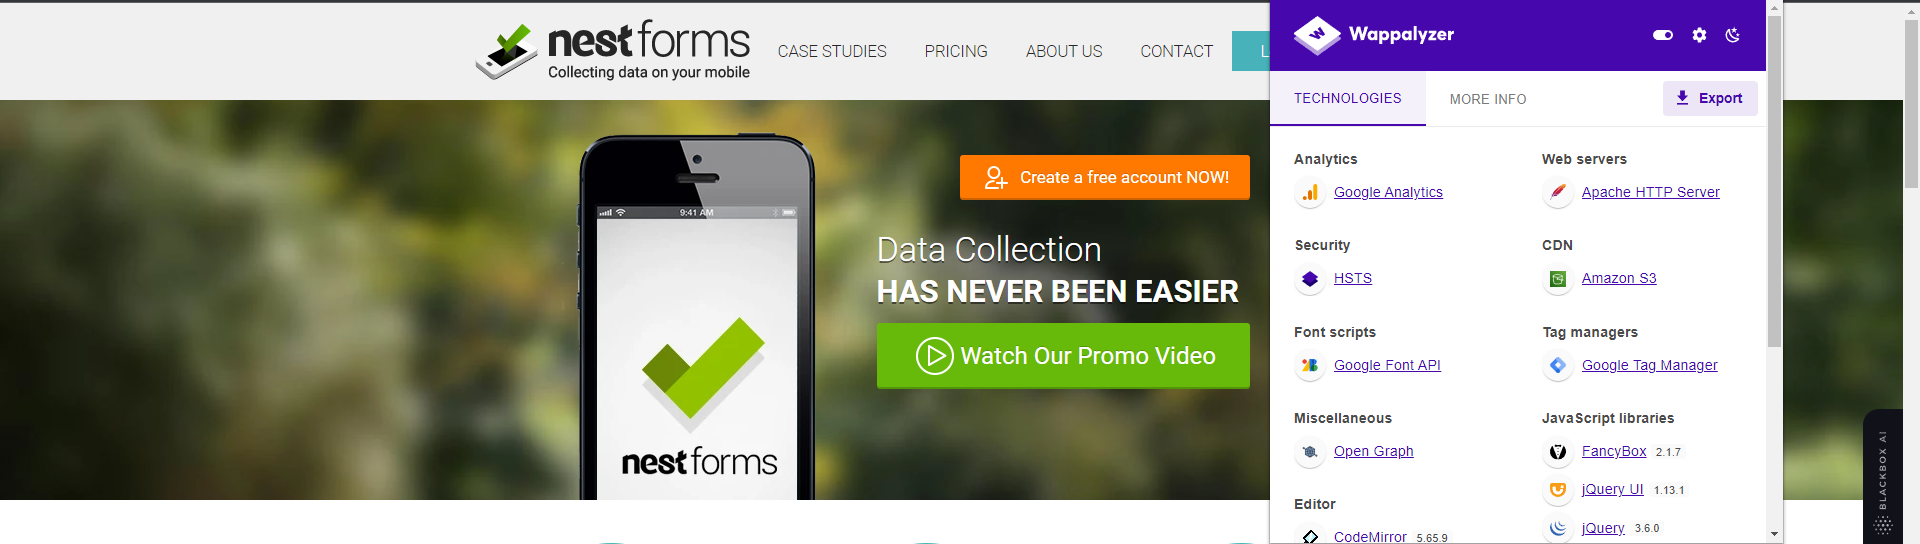 nestforms
Collecting data on your mobile
CASE STUDIES
PRICING
ABOUT US
CONTACT
L
Create a free account NOW!
9:41 AM
Data Collection
HAS NEVER BEEN EASIER
Watch Our Promo Video
nestforms
W
Wappalyzer
TECHNOLOGIES
MORE INFO
Export
Analytics
Google Analytics
Web servers
Apache HTTP Server
Security
HSTS
CDN
Amazon S3
Font scripts
Google Font API
Tag managers
Google Tag Manager
Miscellaneous
Open Graph
JavaScript libraries
FancyBox 2.1.7
jQuery UI 1.13.1
jQuery 3.6.0
Editor
CodeMirror 5.65.9
BLACKBOX AI